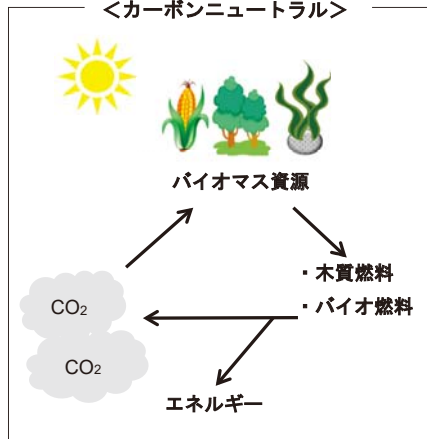 ＜カーボンニュートラル＞
バイオマス資源
・木質燃料
・バイオ燃料
CO₂
CO₂
エネルギー